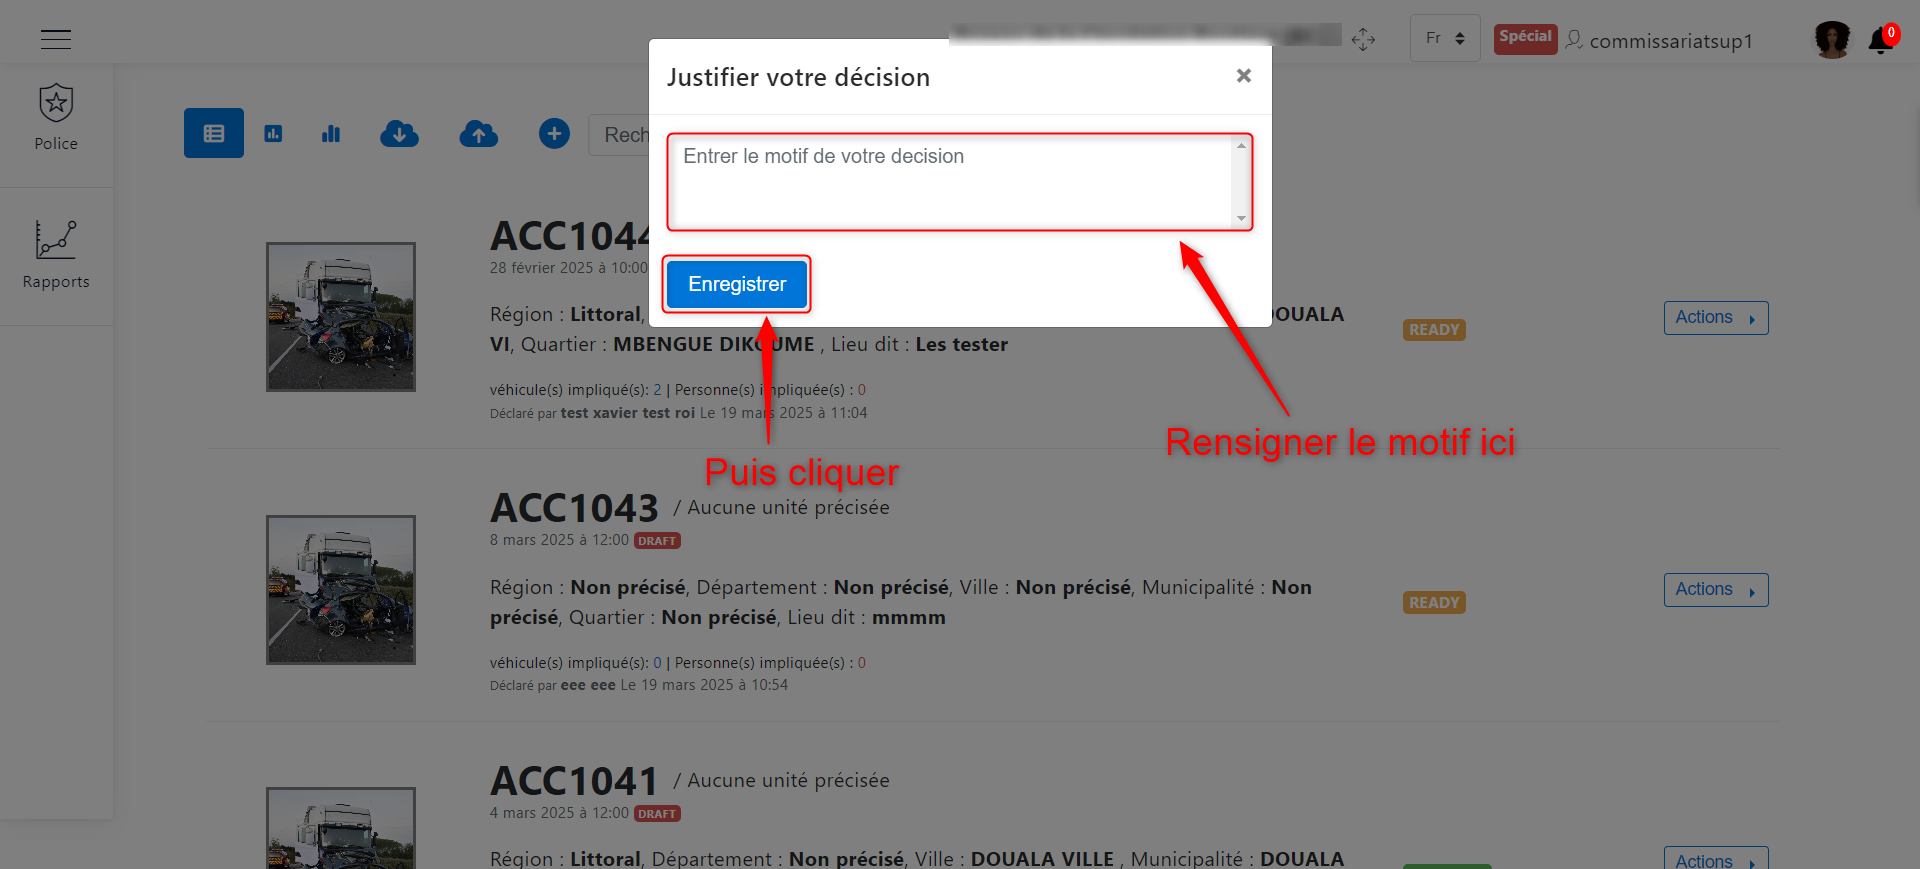 Fr
Spécial
commissariatsup1
0
Police
Rapports
Rech
Justifier votre décision
×
Entrer le motif de votre decision
Enregistrer
Rensigner le motif ici
Puis cliquer
ACC1044
28 février 2025 à 10:00
Région : Littoral, DOUALA
VI, Quartier : MBENGUE DIKOUME , Lieu dit : Les tester
véhicule(s) impliqué(s): 2 | Personne(s) impliquée(s) : 0
Déclaré par test xavier test roi Le 19 mars 2025 à 11:04
READY
Actions
ACC1043 / Aucune unité précisée
8 mars 2025 à 12:00 DRAFT
Région : Non précisé, Département : Non précisé, Ville : Non précisé, Municipalité : Non
précisé, Quartier : Non précisé, Lieu dit : mmmm
véhicule(s) impliqué(s): 0 | Personne(s) impliquée(s) : 0
Déclaré par eee eee Le 19 mars 2025 à 10:54
READY
Actions
ACC1041 / Aucune unité précisée
4 mars 2025 à 12:00 DRAFT
Région : Littoral, Département : Non précisé, Ville : DOUALA VILLE , Municipalité : DOUALA
Actions